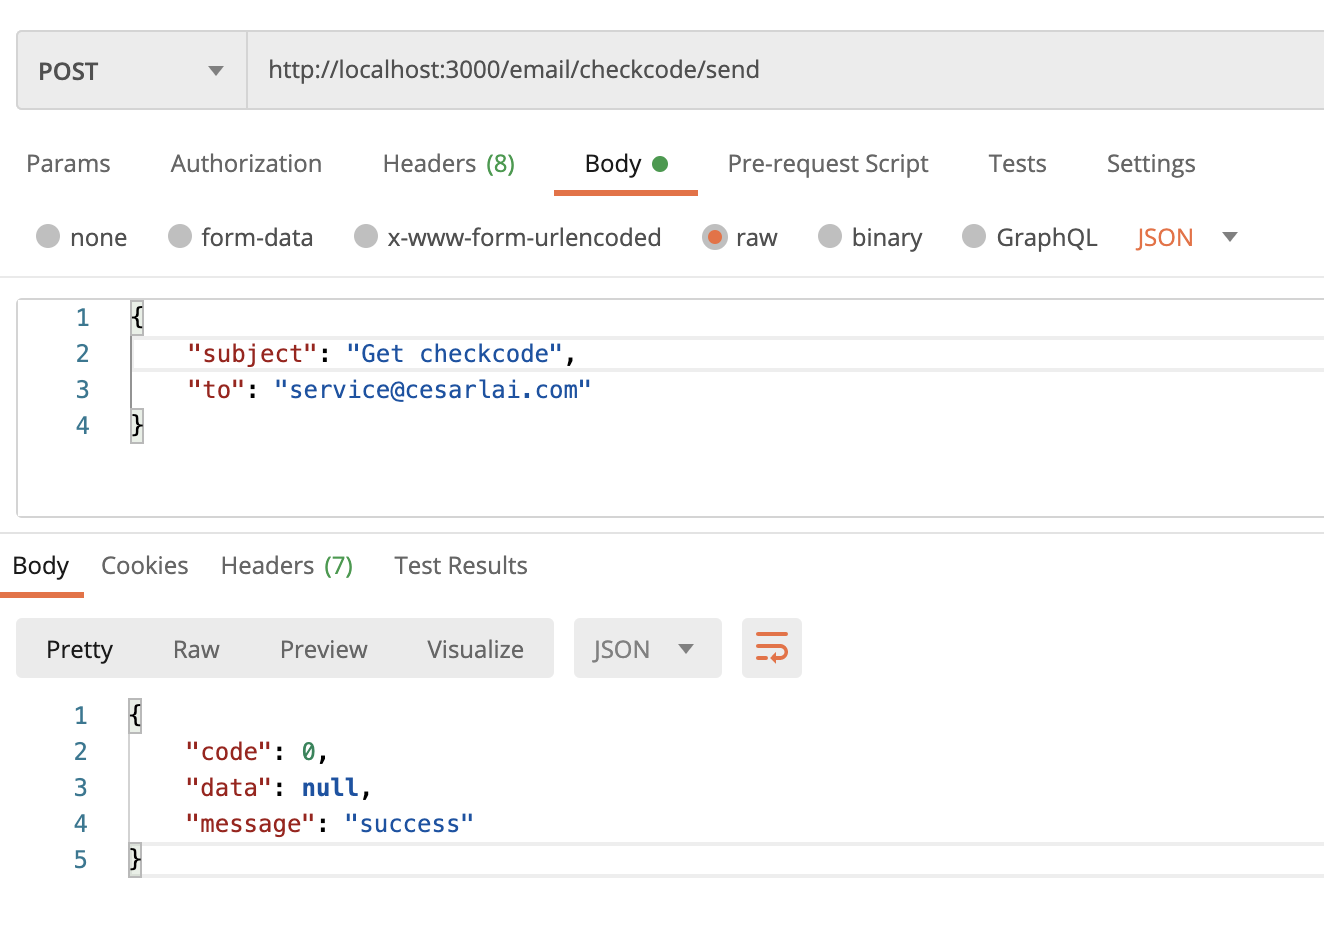 POST http://localhost:3000/email/checkcode/send
Params Authorization Headers (8) Body Pre-request Script Tests Settings
none form-data x-www-form-urlencoded raw binary GraphQL JSON
1 {
2 "subject": "Get checkcode",
3 "to": "service@cesarlai.com"
4 }
Body Cookies Headers (7) Test Results
Pretty Raw Preview Visualize JSON
1 {
2 "code": 0,
3 "data": null,
4 "message": "success"
5 }